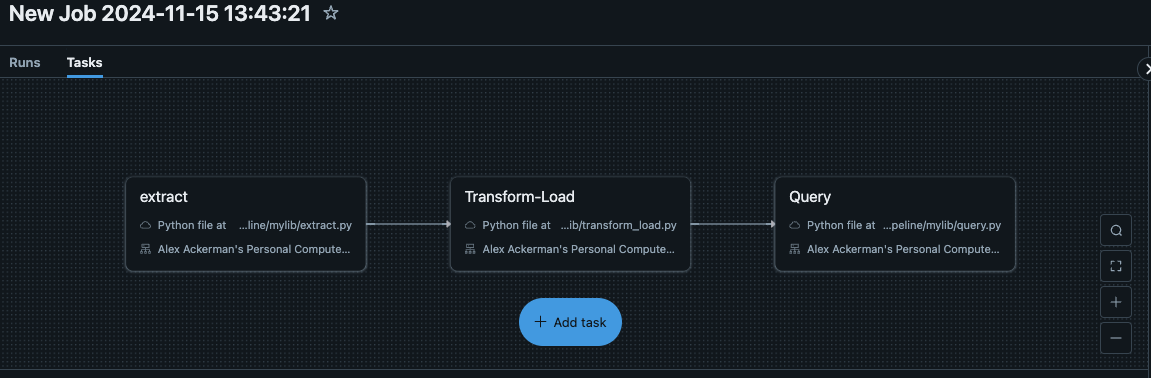 New Job 2024-11-15 13:43:21
Runs Tasks
extract
Python file at ...line/mylib/extract.py
Alex Ackerman's Personal Compute...
Transform-Load
Python file at ...ib/transform_load.py
Alex Ackerman's Personal Compute...
Query
Python file at ...peline/mylib/query.py
Alex Ackerman's Personal Compute...
+ Add task